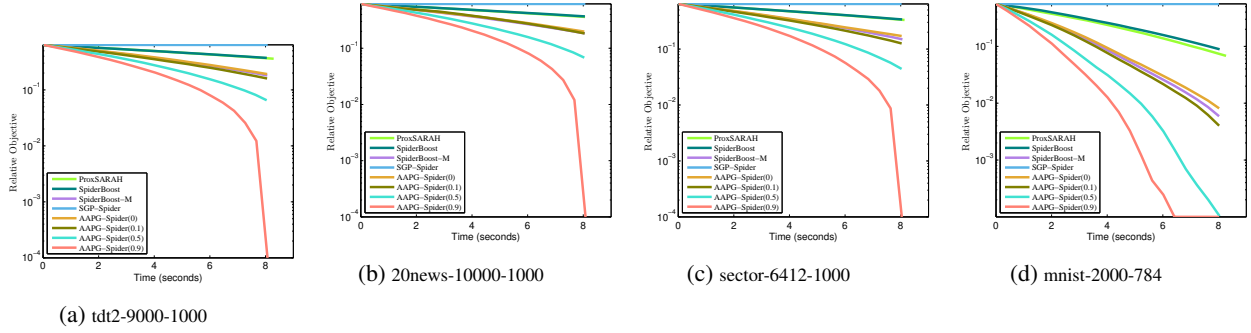 Relative Objective
10⁻¹
10⁻²
10⁻³
10⁻⁴
ProxSARAH
SpiderBoost
SpiderBoost−M
SGP−Spider
AAPG−Spider(0)
AAPG−Spider(0.1)
AAPG−Spider(0.5)
AAPG−Spider(0.9)
0 2 4 6 8
Time (seconds)
(a) tdt2-9000-1000
Relative Objective
10⁻¹
10⁻²
10⁻³
10⁻⁴
ProxSARAH
SpiderBoost
SpiderBoost−M
SGP−Spider
AAPG−Spider(0)
AAPG−Spider(0.1)
AAPG−Spider(0.5)
AAPG−Spider(0.9)
0 2 4 6 8
Time (seconds)
(b) 20news-10000-1000
Relative Objective
10⁻¹
10⁻²
10⁻³
10⁻⁴
ProxSARAH
SpiderBoost
SpiderBoost−M
SGP−Spider
AAPG−Spider(0)
AAPG−Spider(0.1)
AAPG−Spider(0.5)
AAPG−Spider(0.9)
0 2 4 6 8
Time (seconds)
(c) sector-6412-1000
Relative Objective
10⁻¹
10⁻²
10⁻³
ProxSARAH
SpiderBoost
SpiderBoost−M
SGP−Spider
AAPG−Spider(0)
AAPG−Spider(0.1)
AAPG−Spider(0.5)
AAPG−Spider(0.9)
0 2 4 6 8
Time (seconds)
(d) mnist-2000-784